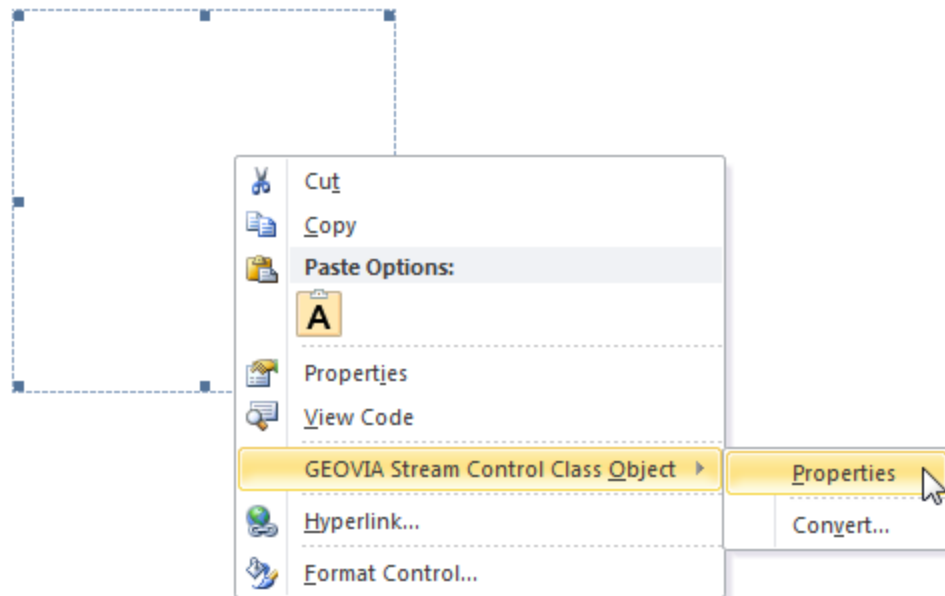 Cut
Copy
Paste Options:
A
Properties
View Code
GEOVIA Stream Control Class Object
Properties
Hyperlink...
Convert...
Format Control...